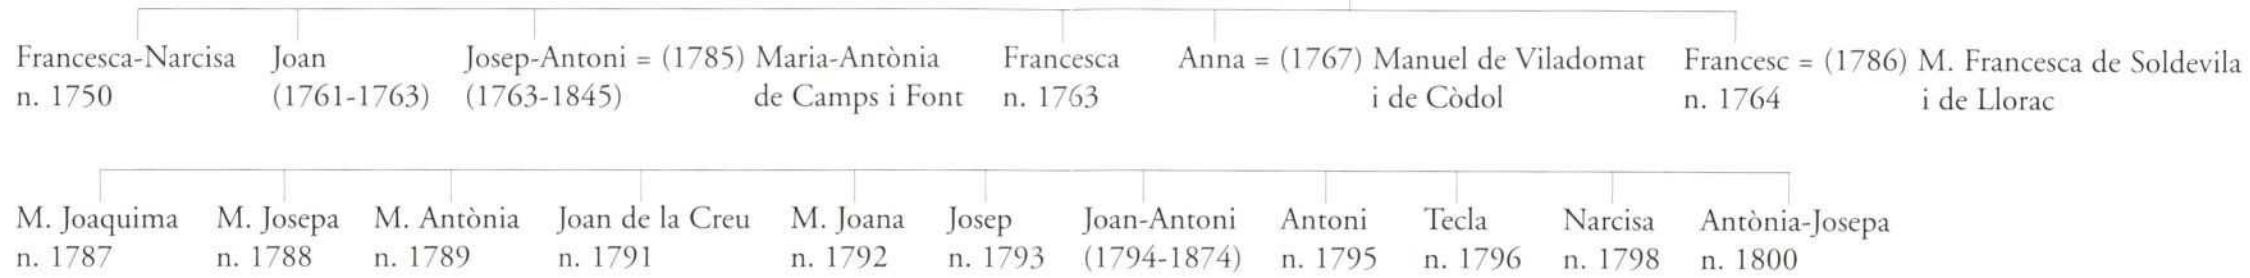 Francesca-Narcisa Joan Josep-Antoni = (1785) Maria-Antònia Francesca Anna = (1767) Manuel de Viladomat Francesc = (1786) M. Francesca de Soldevila
n. 1750 (1761-1763) (1763-1845) de Camps i Font n. 1763 i de Còdol n. 1764 i de Llorac
M. Joaquima M. Josepa M. Antònia Joan de la Creu M. Joana Josep Joan-Antoni Antoni Tecla Narcisa Antònia-Josepa
n. 1787 n. 1788 n. 1789 n. 1791 n. 1792 n. 1793 (1794-1874) n. 1795 n. 1796 n. 1798 n. 1800